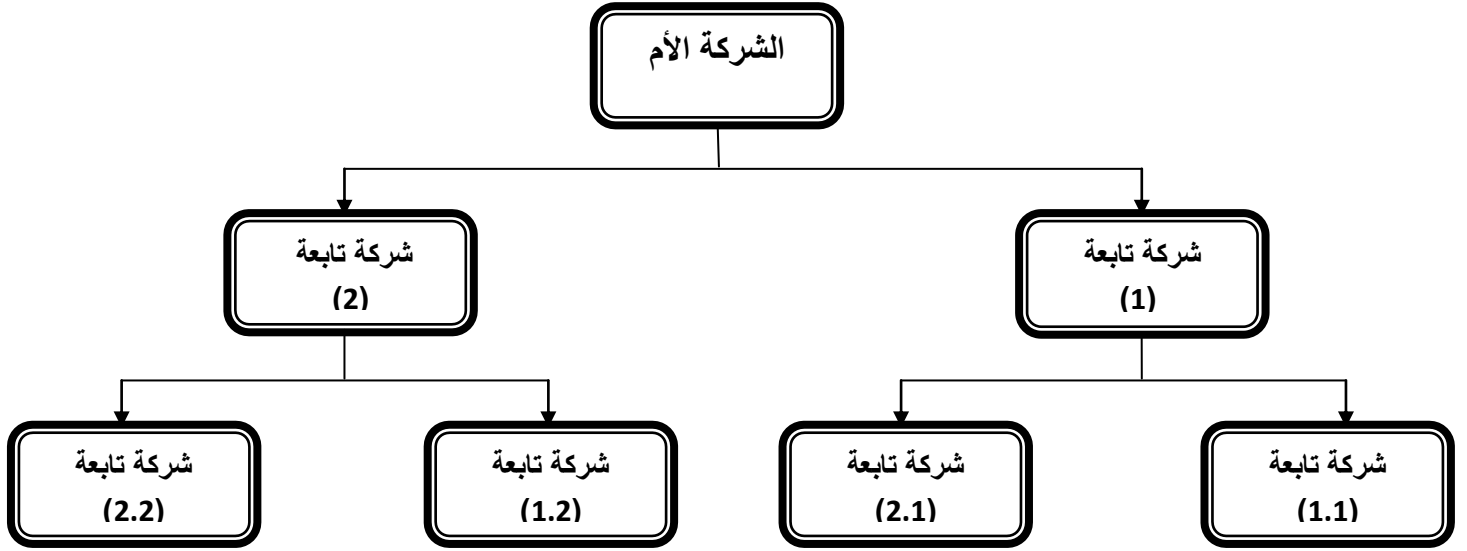 الشركة الأم
شركة تابعة
(1)
شركة تابعة
(2)
شركة تابعة
(1.1)
شركة تابعة
(2.1)
شركة تابعة
(1.2)
شركة تابعة
(2.2)